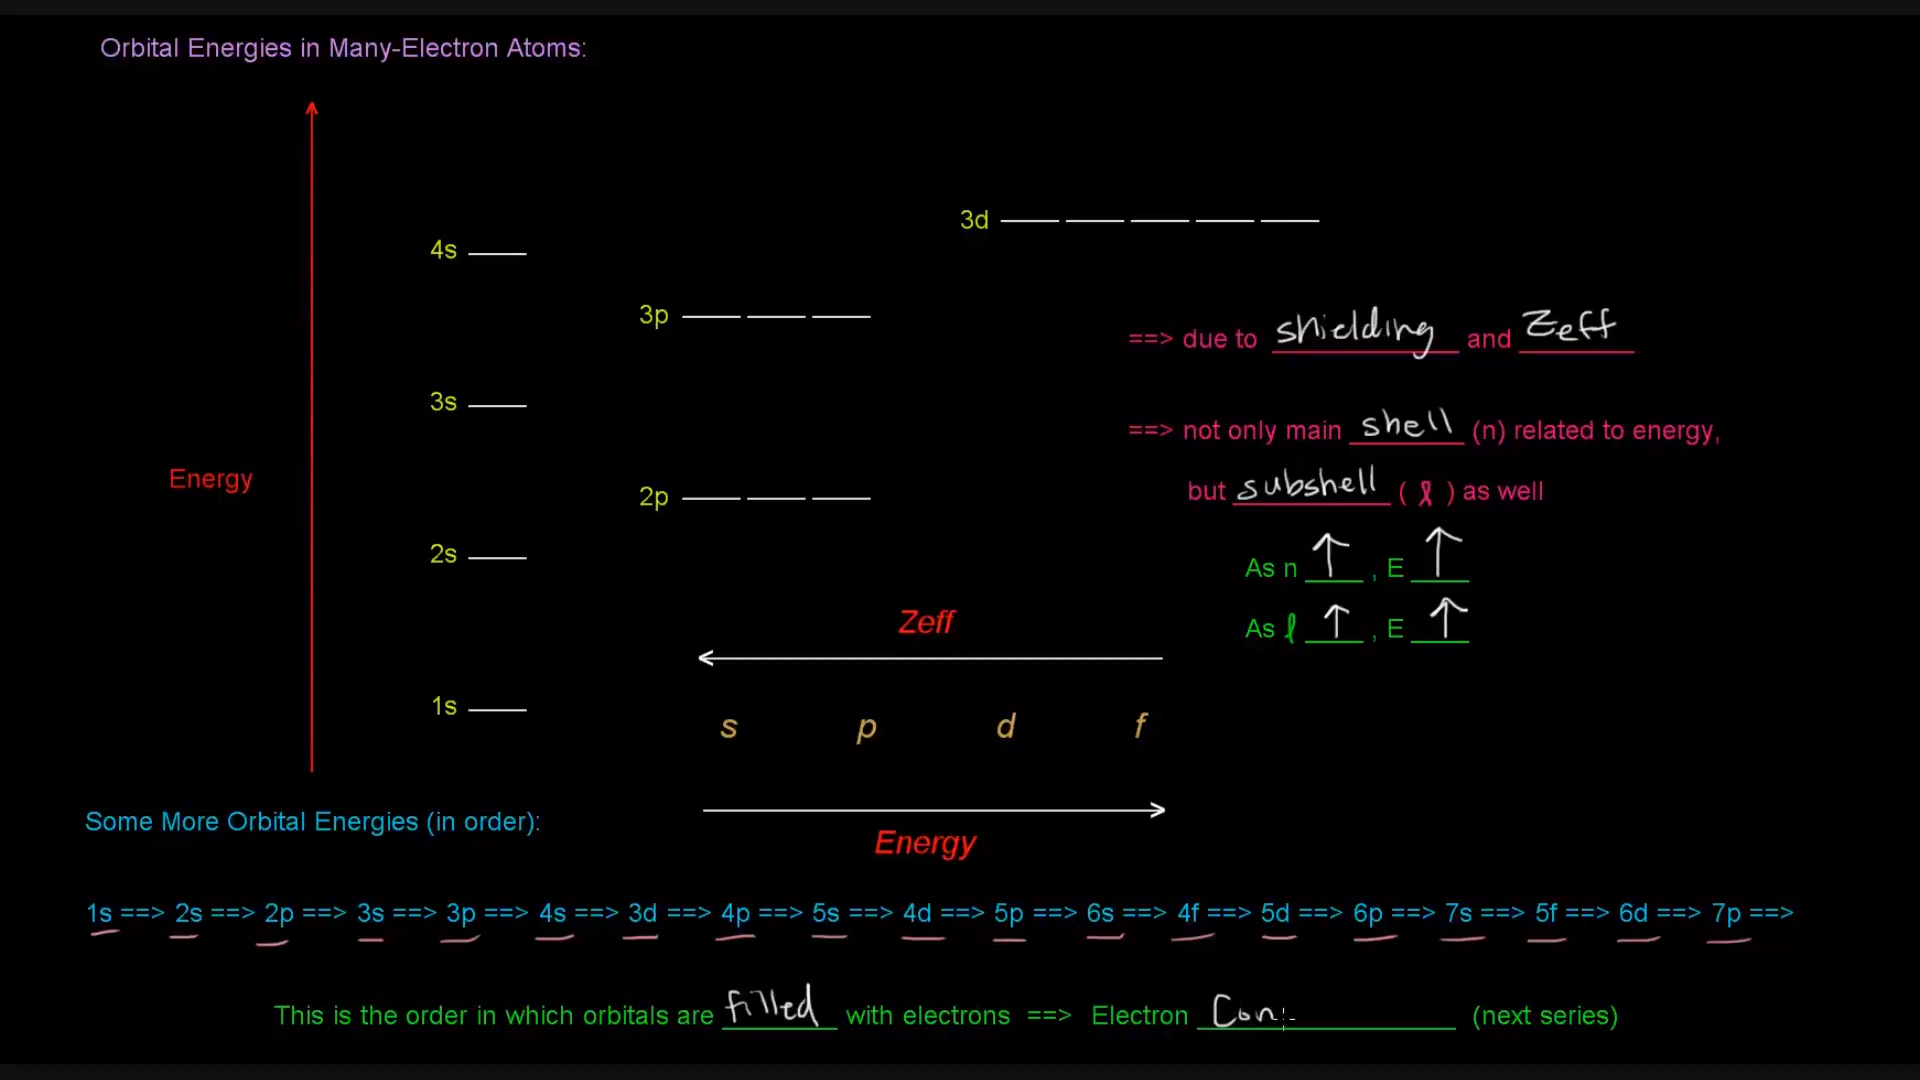 Orbital Energies in Many-Electron Atoms:
3d
4s
3p
==> due to shielding and Zeff
3s
==> not only main shell (n) related to energy,
Energy
but subshell (ℓ) as well
2p
2s
As n ↑, E ↑
As ℓ ↑, E ↑
Zeff
1s
s p d f
Some More Orbital Energies (in order):
Energy
1s ==> 2s ==> 2p ==> 3s ==> 3p ==> 4s ==> 3d ==> 4p ==> 5s ==> 4d ==> 5p ==> 6s ==> 4f ==> 5d ==> 6p ==> 7s ==> 5f ==> 6d ==> 7p ==>
This is the order in which orbitals are filled with electrons ==> Electron Con (next series)